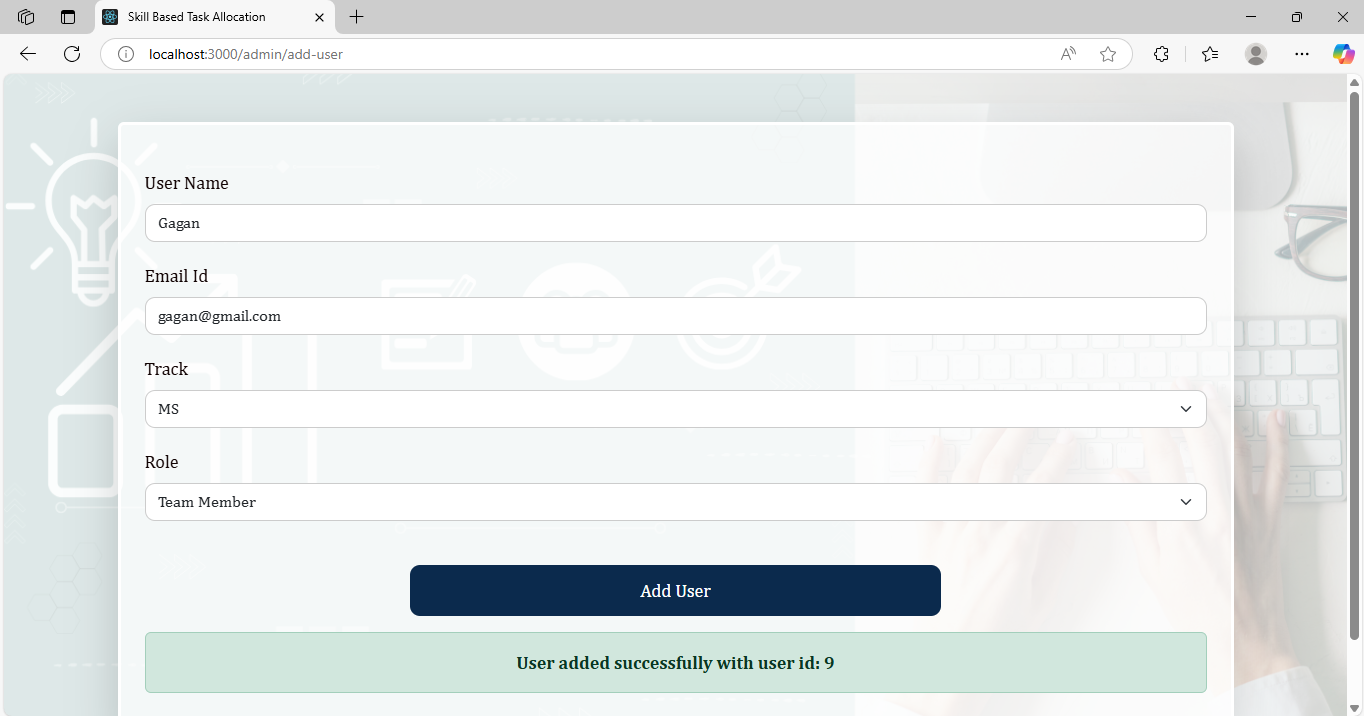 Skill Based Task Allocation
localhost:3000/admin/add-user
User Name
Gagan
Email Id
gagan@gmail.com
Track
MS
Role
Team Member
Add User
User added successfully with user id: 9